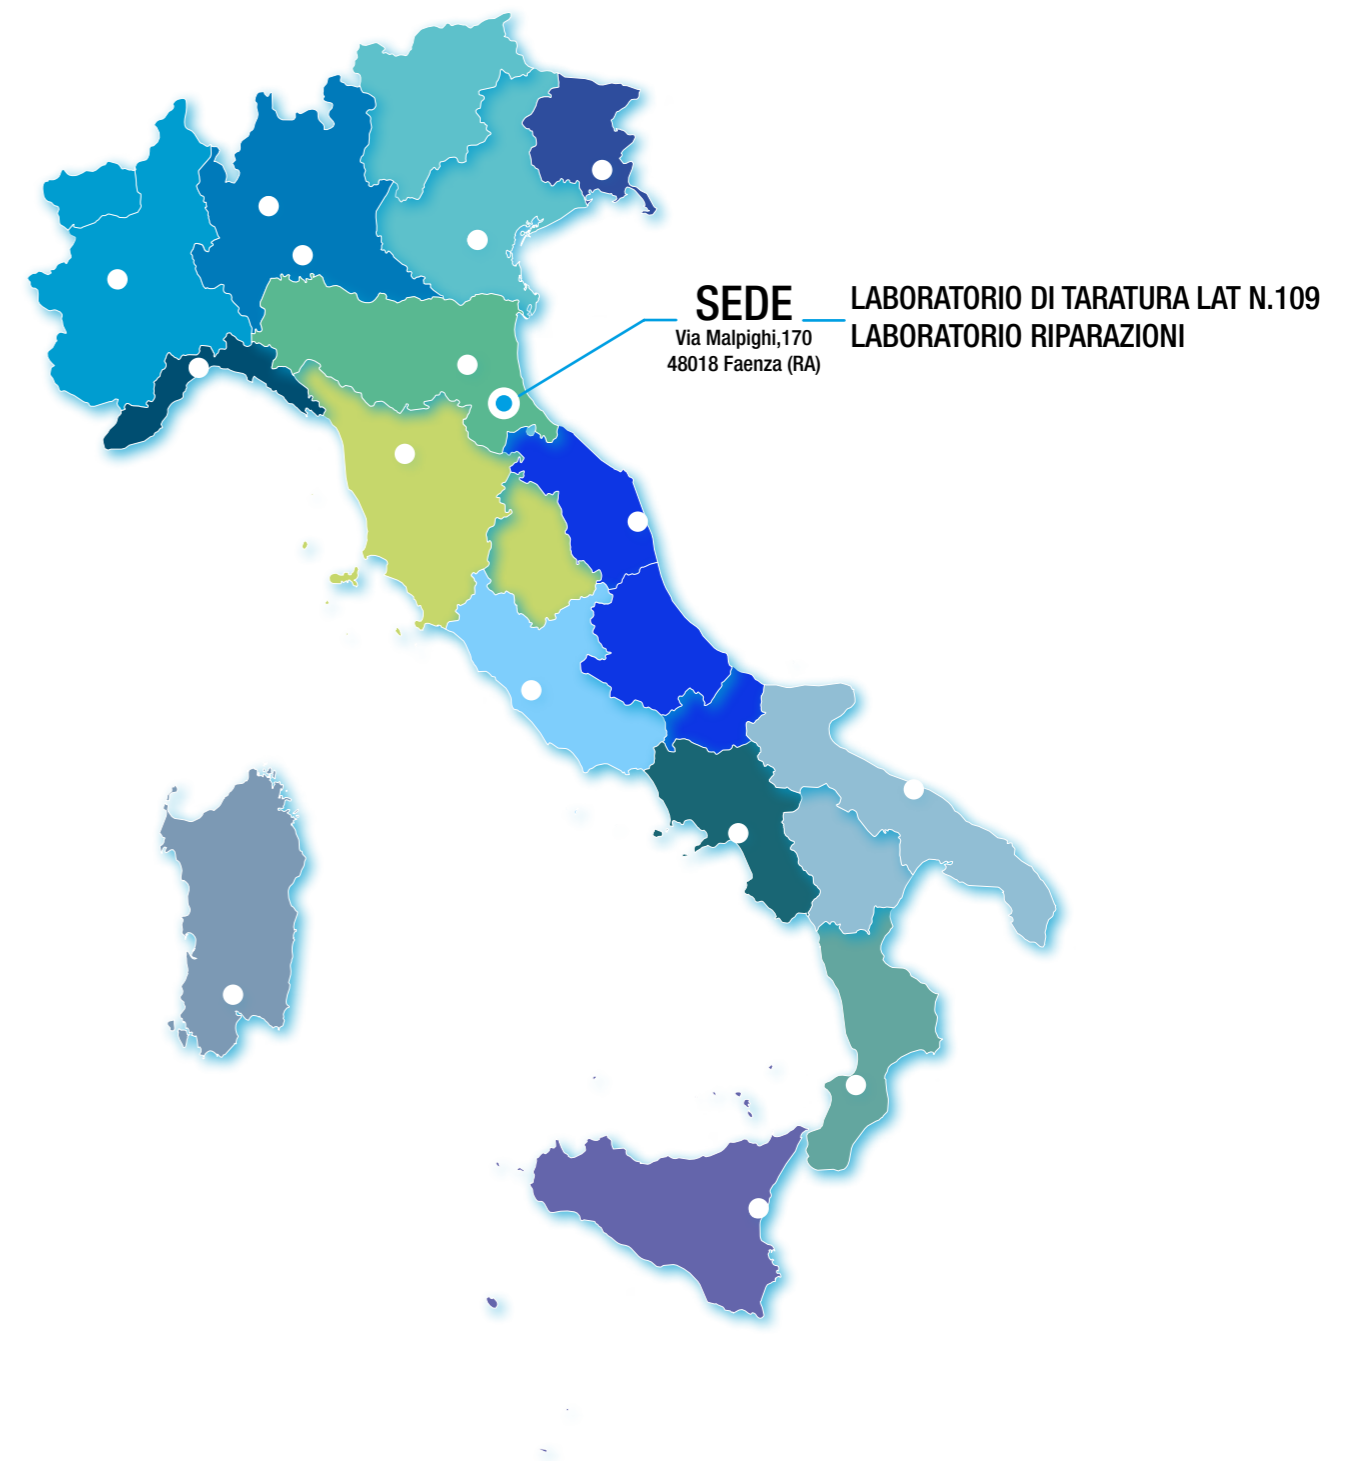 SEDE
Via Malpighi,170
48018 Faenza (RA)
LABORATORIO DI TARATURA LAT N.109
LABORATORIO RIPARAZIONI